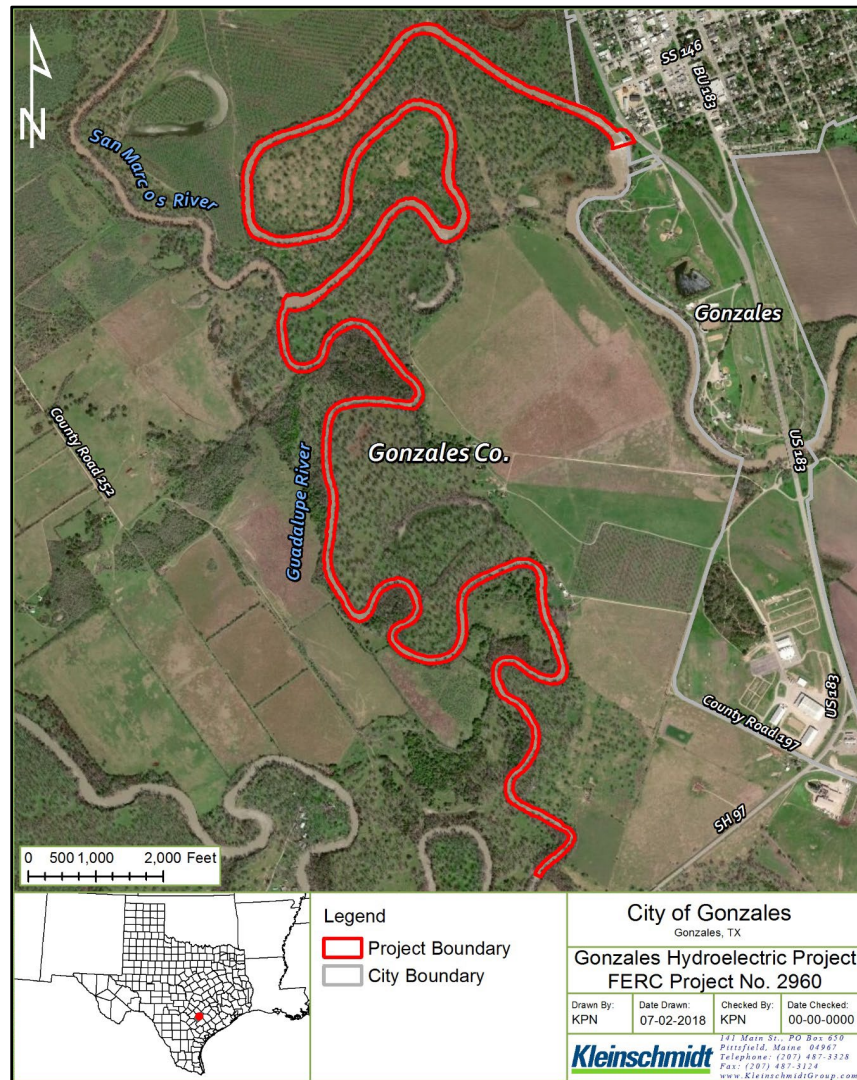 N
SS 146
BU 183
San Marcos River
Gonzales
US 183
County Road 252
Gonzales Co.
Guadalupe River
County Road 197
US 183
SH 97
0 500 1,000 2,000 Feet
Legend
Project Boundary
City Boundary
City of Gonzales
Gonzales, TX
Gonzales Hydroelectric Project
FERC Project No. 2960
Drawn By: Date Drawn: Checked By: Date Checked:
KPN 07-02-2018 KPN 00-00-0000
Kleinschmidt
141 Main St., PO Box 650
Pittsfield, Maine 04967
Telephone: (207) 487-3328
Fax: (207) 487-3124
www.KleinschmidtGroup.com